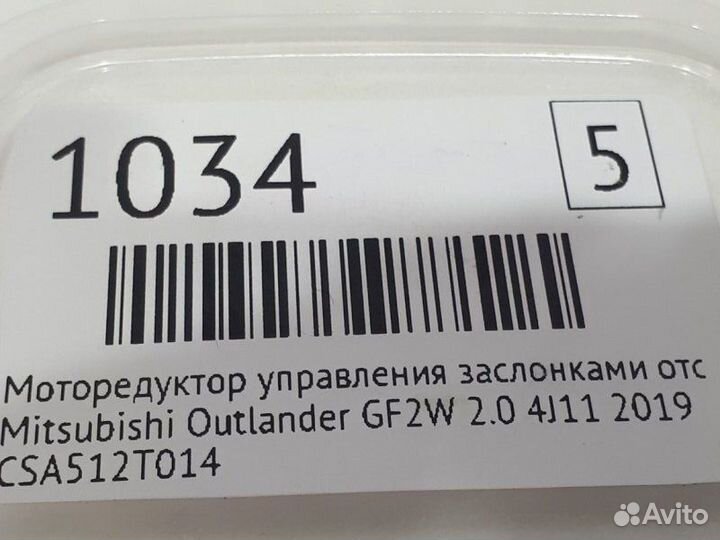 1034
5
Моторедуктор управления заслонками отс
Mitsubishi Outlander GF2W 2.0 4J11 2019
CSA512T014
Avito